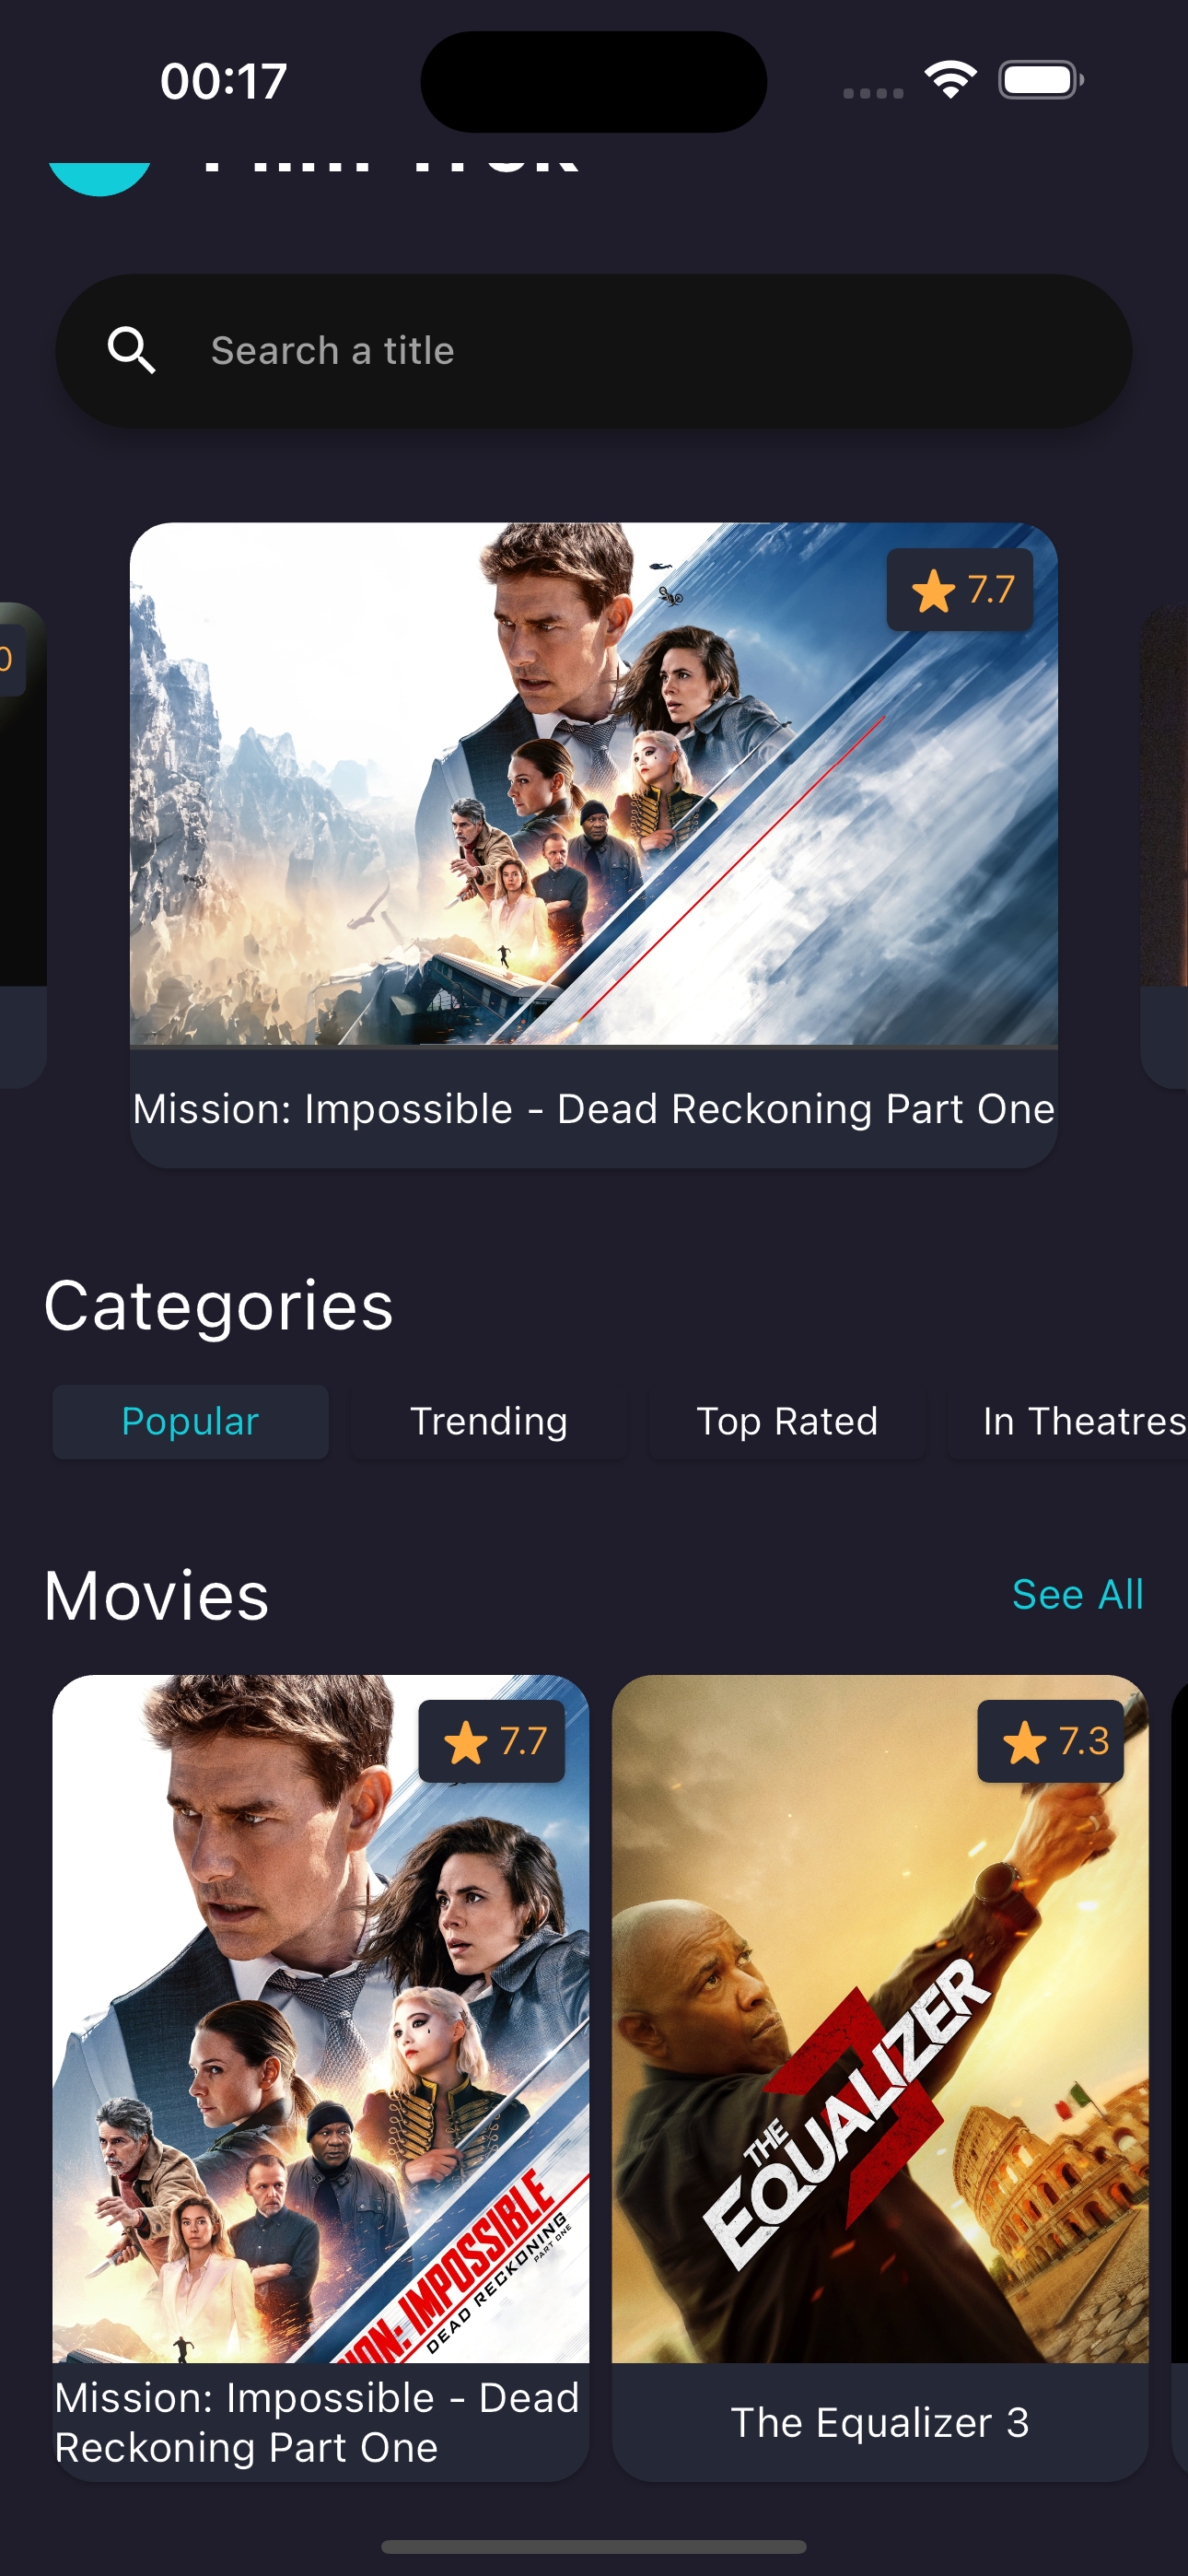 00:17
Search a title
7.7
Mission: Impossible - Dead Reckoning Part One
Categories
Popular
Trending
Top Rated
In Theatres
Movies
See All
7.7
7.3
ION: IMPOSSIBLE
DEAD RECKONING
PART ONE
THE
EQUALIZER
3
Mission: Impossible - Dead
Reckoning Part One
The Equalizer 3